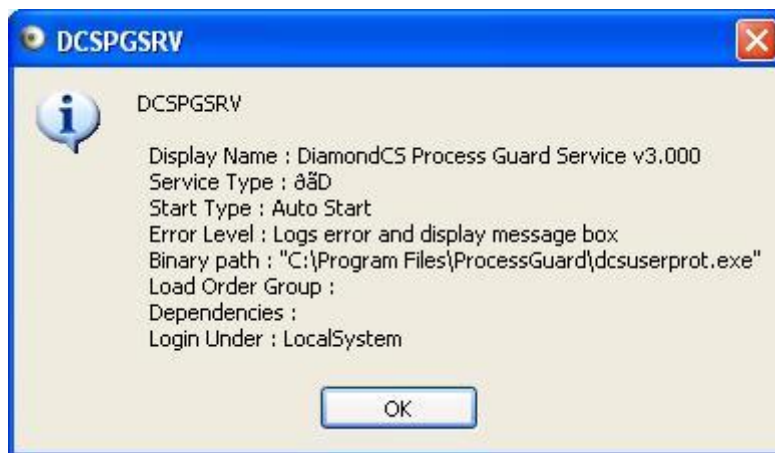 DCSPGSRV
DCSPGSRV
Display Name : DiamondCS Process Guard Service v3.000
Service Type : ðãD
Start Type : Auto Start
Error Level : Logs error and display message box
Binary path : "C:\Program Files\ProcessGuard\dcsuserprot.exe"
Load Order Group :
Dependencies :
Login Under : LocalSystem
OK